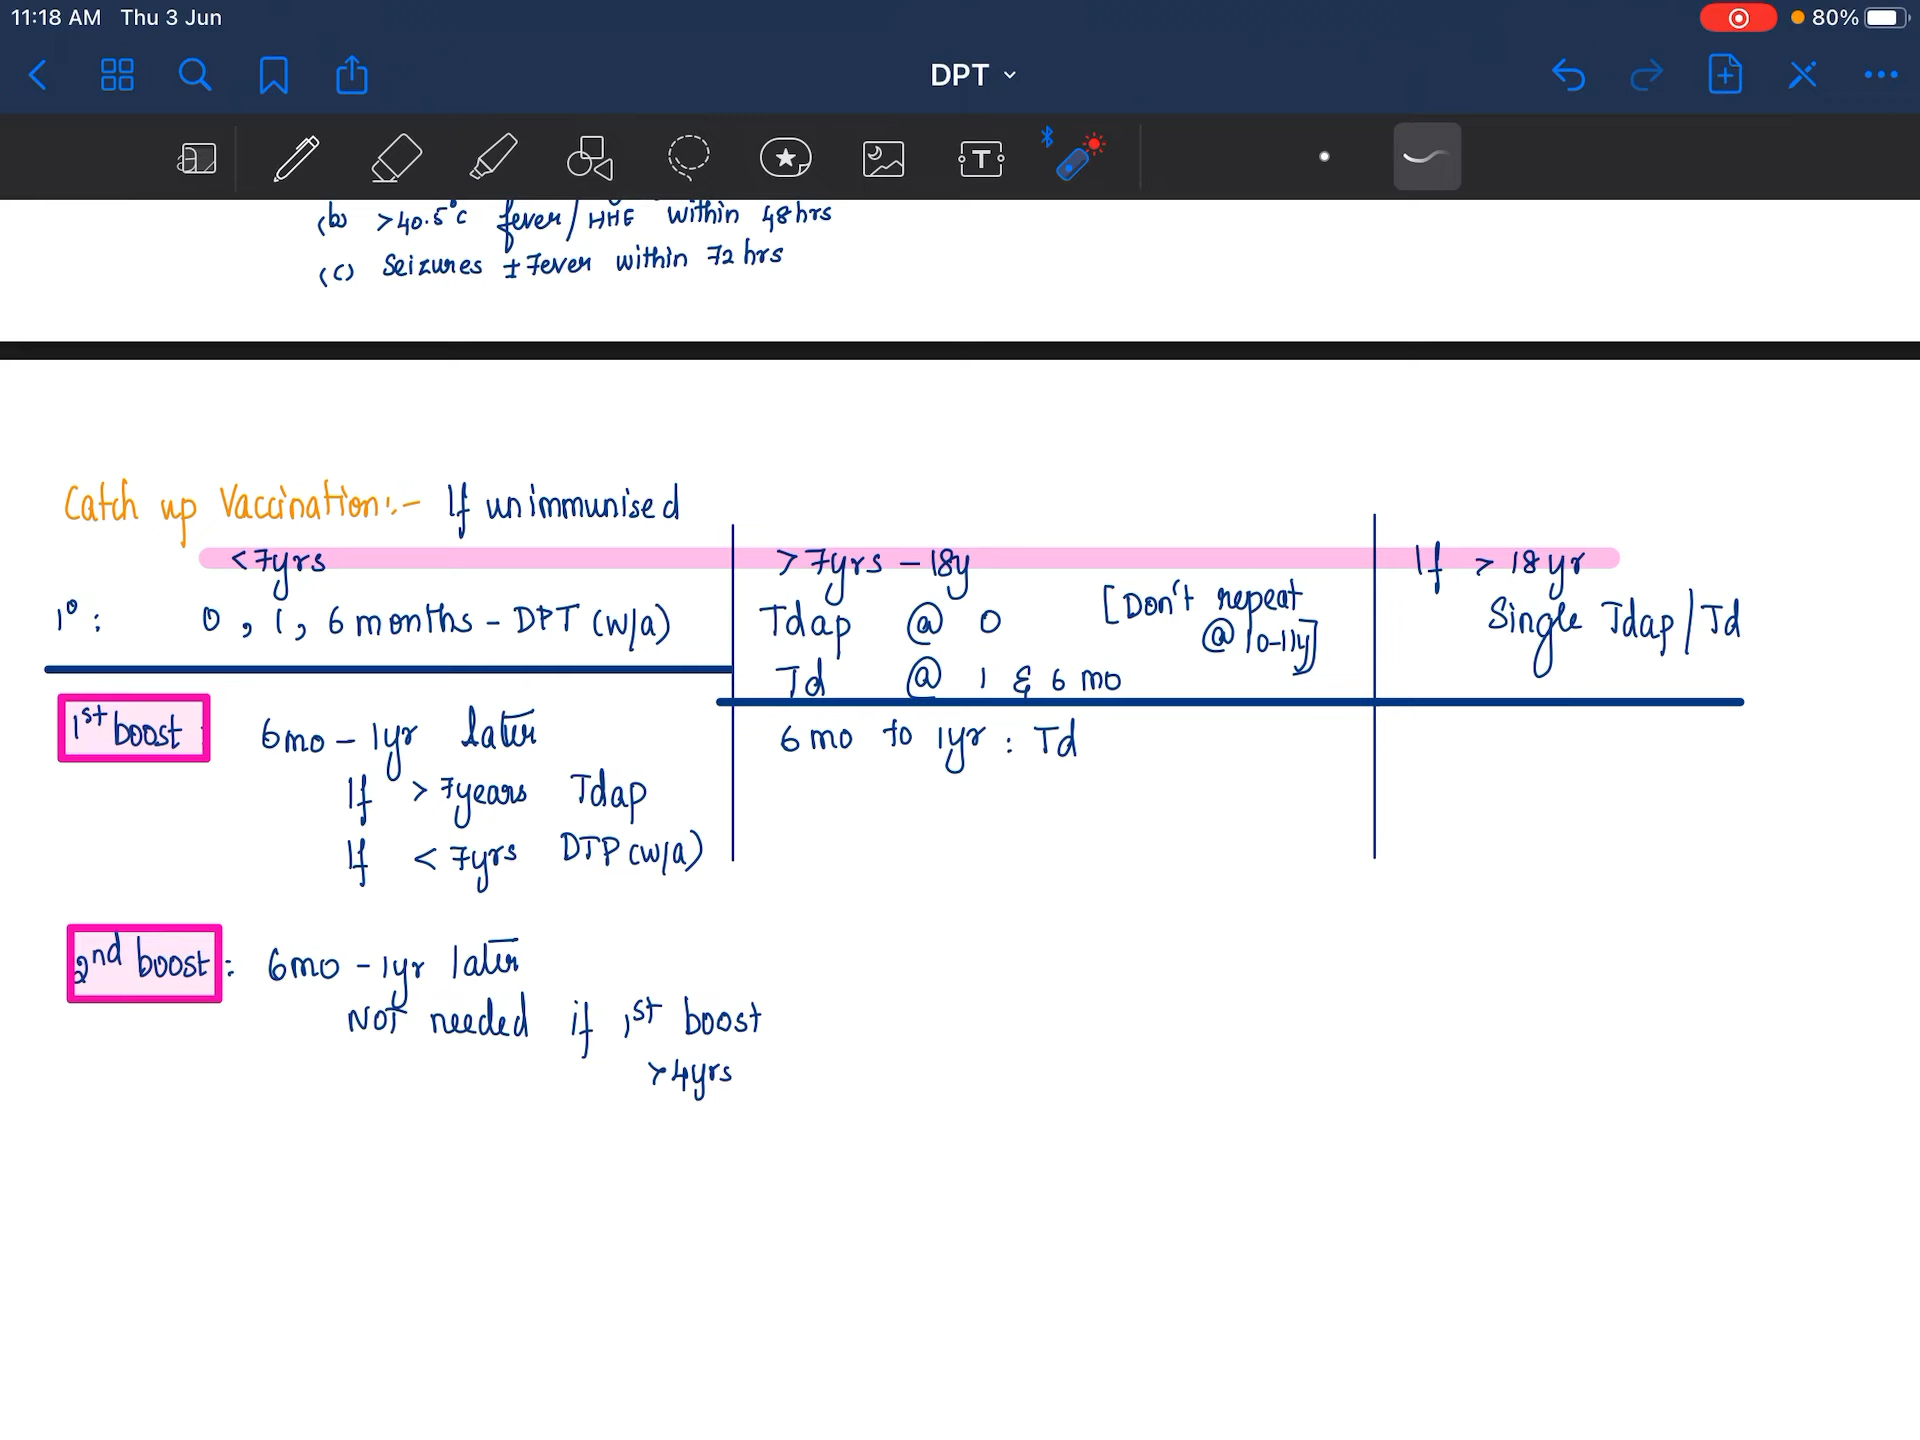 11:18 AM Thu 3 Jun
80%
DPT
T
(b) >40.5°c fever/HHE within 48hrs
(c) Seizures ± Fever within 72 hrs
Catch up Vaccination:- If unimmunised
<7yrs
1°: 0, 1, 6 months - DPT (w/a)
1st boost: 6mo - 1yr later
If >7years Tdap
If <7yrs DTP (w/a)
2nd boost: 6mo - 1yr later
NOT needed if 1st boost
>4yrs
>7yrs - 18y
Tdap @ 0 [Don't repeat
@ 10-11y]
Td @ 1 & 6 mo
6 mo to 1yr : Td
If > 18 yr
Single Tdap/Td